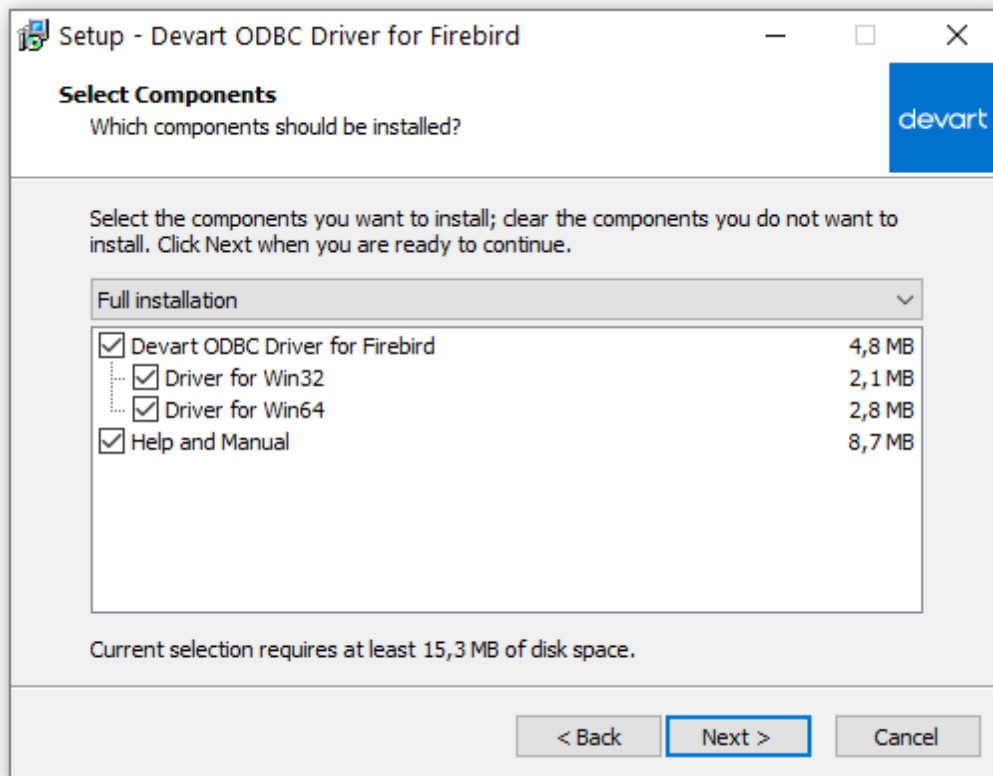 Setup - Devart ODBC Driver for Firebird
Select Components
Which components should be installed?
devart
Select the components you want to install; clear the components you do not want to
install. Click Next when you are ready to continue.
Full installation
Devart ODBC Driver for Firebird 4,8 MB
Driver for Win32 2,1 MB
Driver for Win64 2,8 MB
Help and Manual 8,7 MB
Current selection requires at least 15,3 MB of disk space.
< Back Next > Cancel